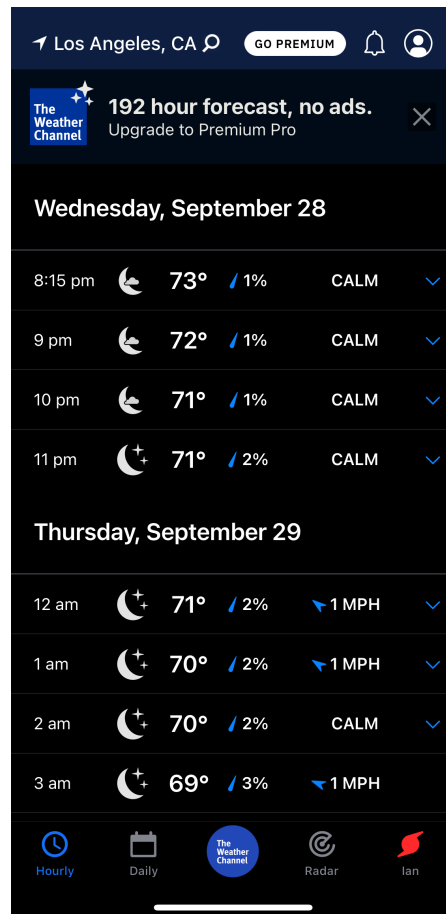 Los Angeles, CA GO PREMIUM
The
Weather
Channel
192 hour forecast, no ads.
Upgrade to Premium Pro
Wednesday, September 28
8:15 pm 73° 1% CALM
9 pm 72° 1% CALM
10 pm 71° 1% CALM
11 pm 71° 2% CALM
Thursday, September 29
12 am 71° 2% 1 MPH
1 am 70° 2% 1 MPH
2 am 70° 2% CALM
3 am 69° 3% 1 MPH
The
Weather
Channel
Hourly Daily Radar Ian